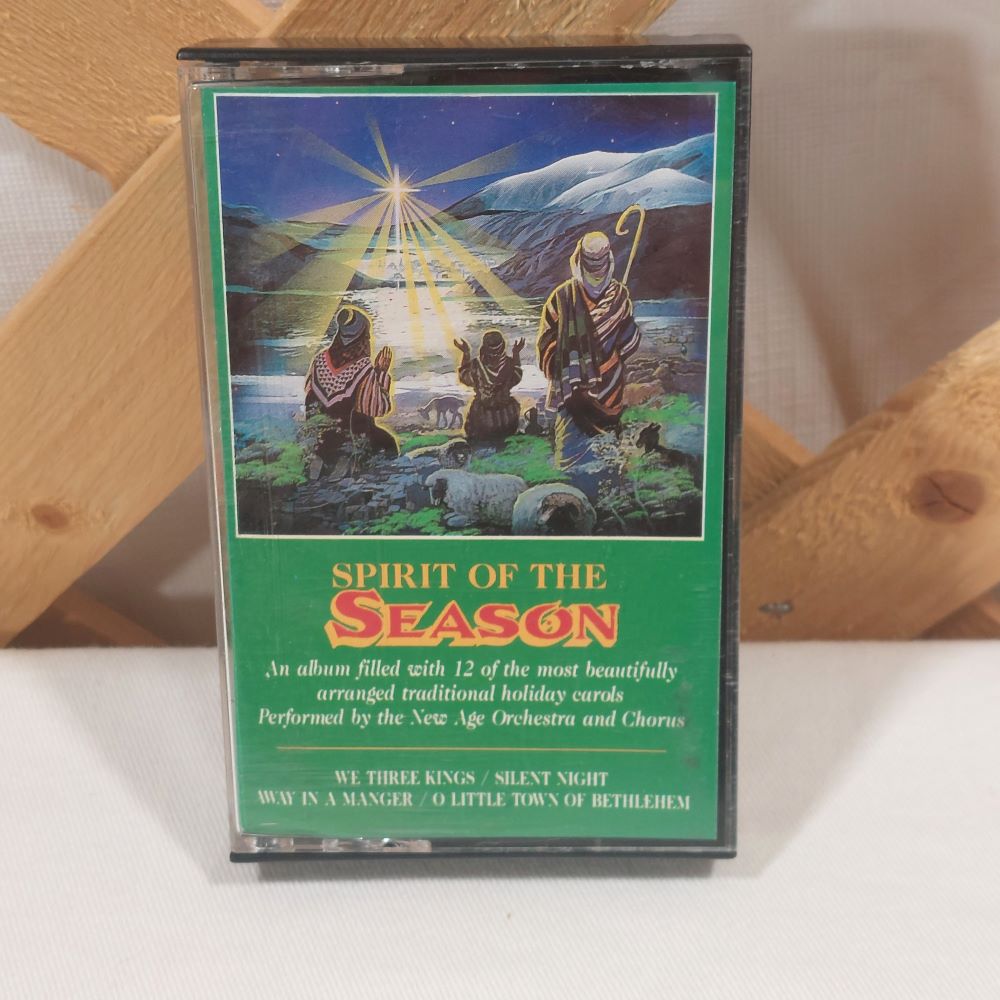 SPIRIT OF THE
SEASON
An album filled with 12 of the most beautifully
arranged traditional holiday carols
Performed by the New Age Orchestra and Chorus
WE THREE KINGS / SILENT NIGHT
AWAY IN A MANGER / O LITTLE TOWN OF BETHLEHEM